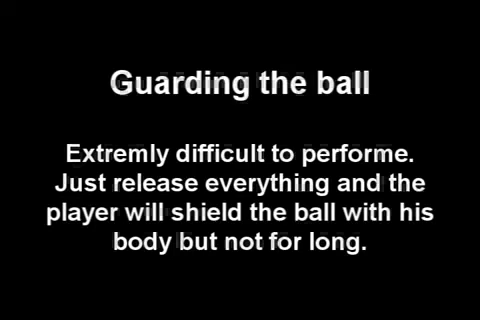 Guarding the ball
Extremly difficult to performe.
Just release everything and the
player will shield the ball with his
body but not for long.